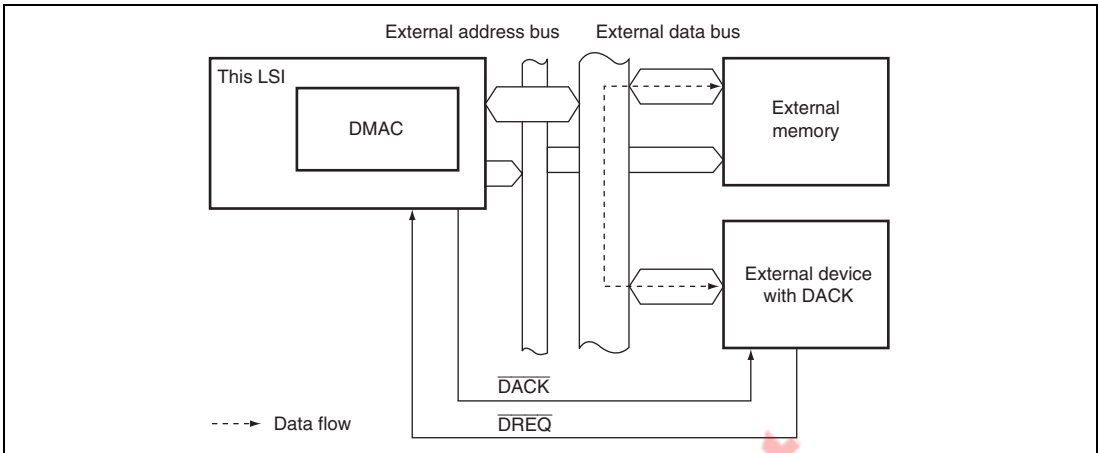 External address bus
External data bus
This LSI
DMAC
External
memory
External device
with DACK
DACK
DREQ
Data flow